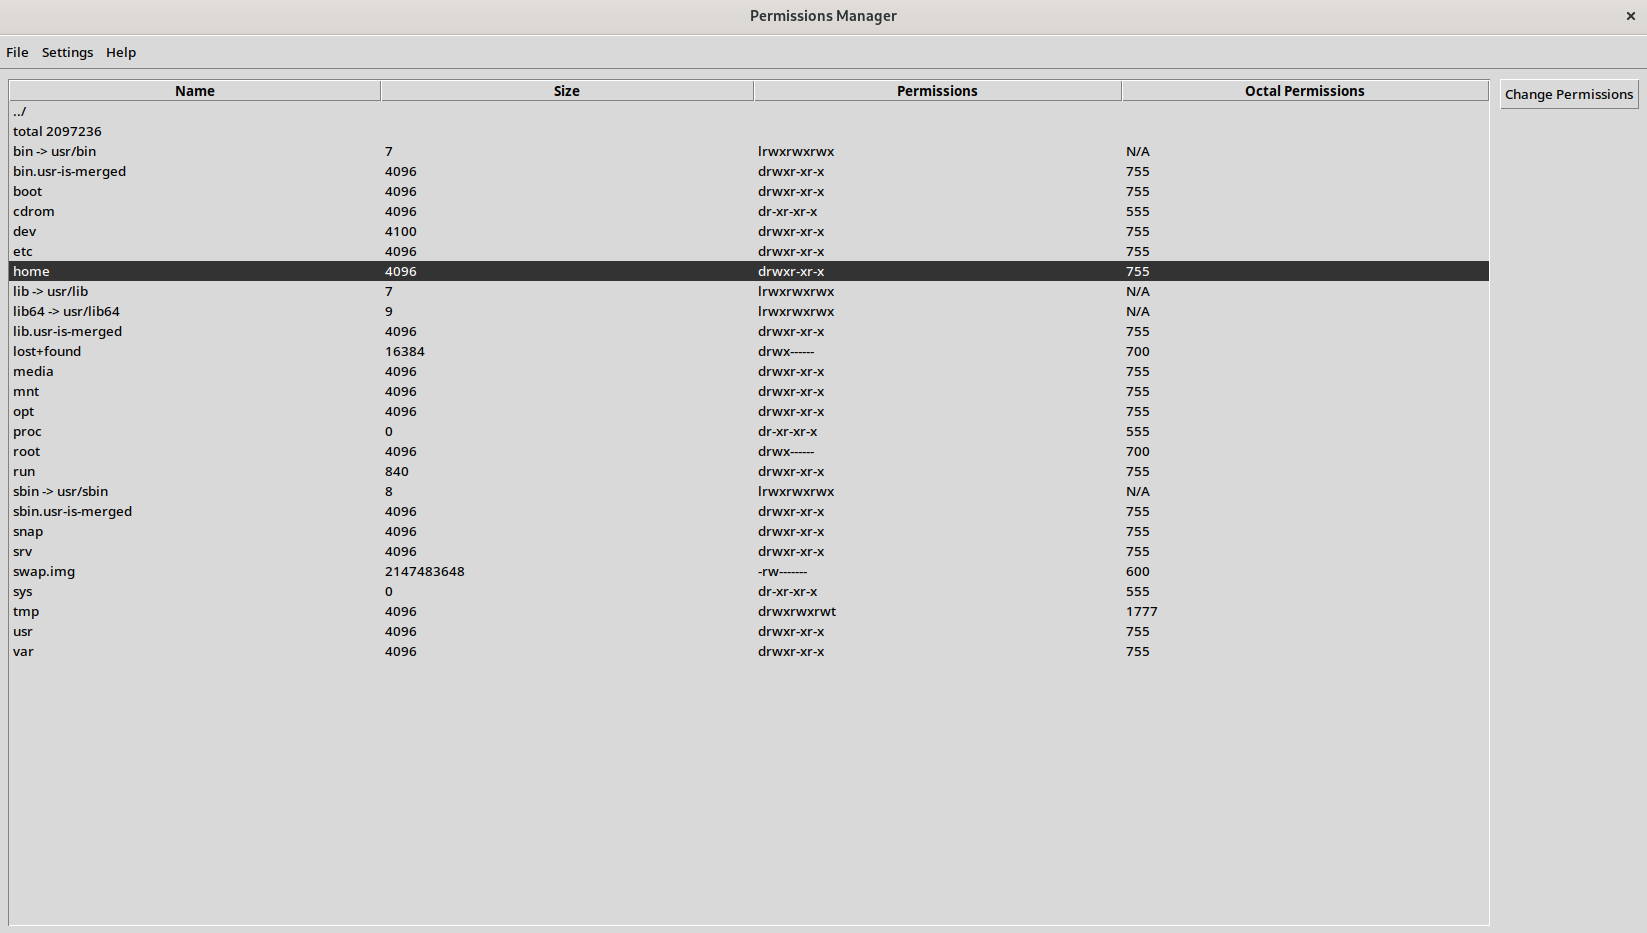 Permissions Manager ×
File Settings Help
Name Size Permissions Octal Permissions Change Permissions
../
total 2097236
bin -> usr/bin 7 lrwxrwxrwx N/A
bin.usr-is-merged 4096 drwxr-xr-x 755
boot 4096 drwxr-xr-x 755
cdrom 4096 dr-xr-xr-x 555
dev 4100 drwxr-xr-x 755
etc 4096 drwxr-xr-x 755
home 4096 drwxr-xr-x 755
lib -> usr/lib 7 lrwxrwxrwx N/A
lib64 -> usr/lib64 9 lrwxrwxrwx N/A
lib.usr-is-merged 4096 drwxr-xr-x 755
lost+found 16384 drwx------ 700
media 4096 drwxr-xr-x 755
mnt 4096 drwxr-xr-x 755
opt 4096 drwxr-xr-x 755
proc 0 dr-xr-xr-x 555
root 4096 drwx------ 700
run 840 drwxr-xr-x 755
sbin -> usr/sbin 8 lrwxrwxrwx N/A
sbin.usr-is-merged 4096 drwxr-xr-x 755
snap 4096 drwxr-xr-x 755
srv 4096 drwxr-xr-x 755
swap.img 2147483648 -rw------- 600
sys 0 dr-xr-xr-x 555
tmp 4096 drwxrwxrwt 1777
usr 4096 drwxr-xr-x 755
var 4096 drwxr-xr-x 755